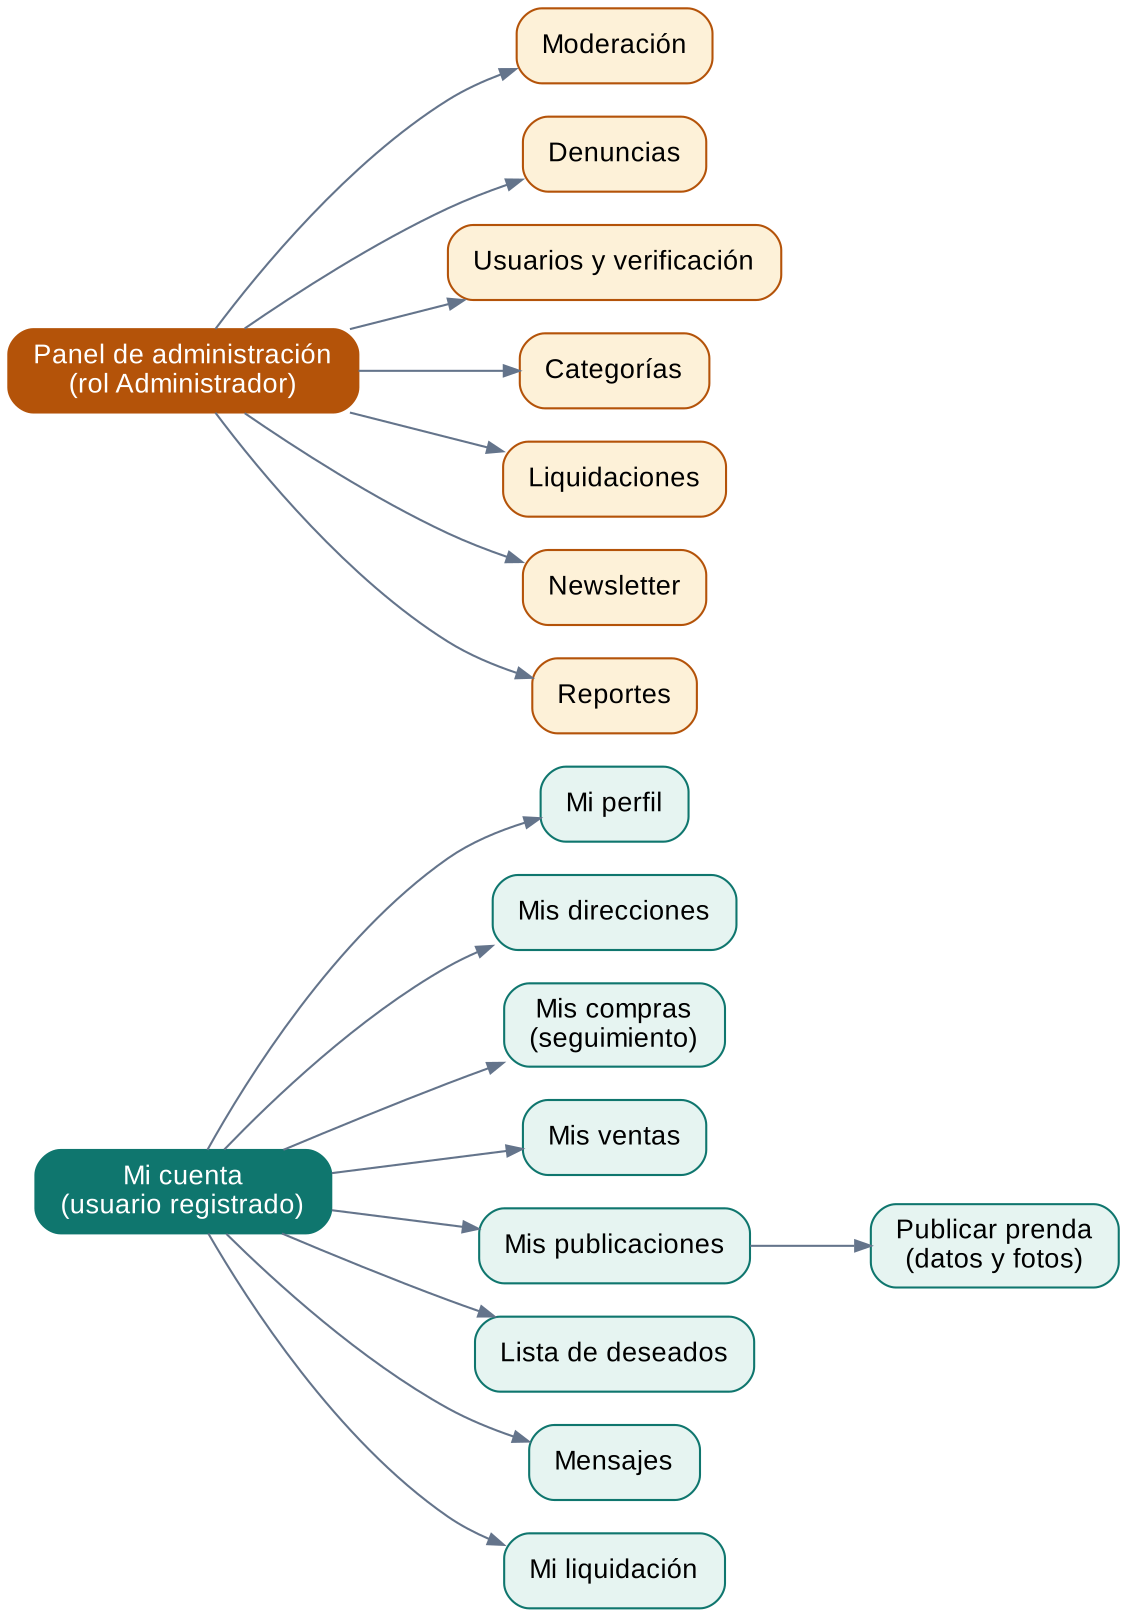 Moderación
Denuncias
Usuarios y verificación
Panel de administración
(rol Administrador)
Categorías
Liquidaciones
Newsletter
Reportes
Mi perfil
Mis direcciones
Mis compras
(seguimiento)
Mis ventas
Mi cuenta
(usuario registrado)
Mis publicaciones
Publicar prenda
(datos y fotos)
Lista de deseados
Mensajes
Mi liquidación